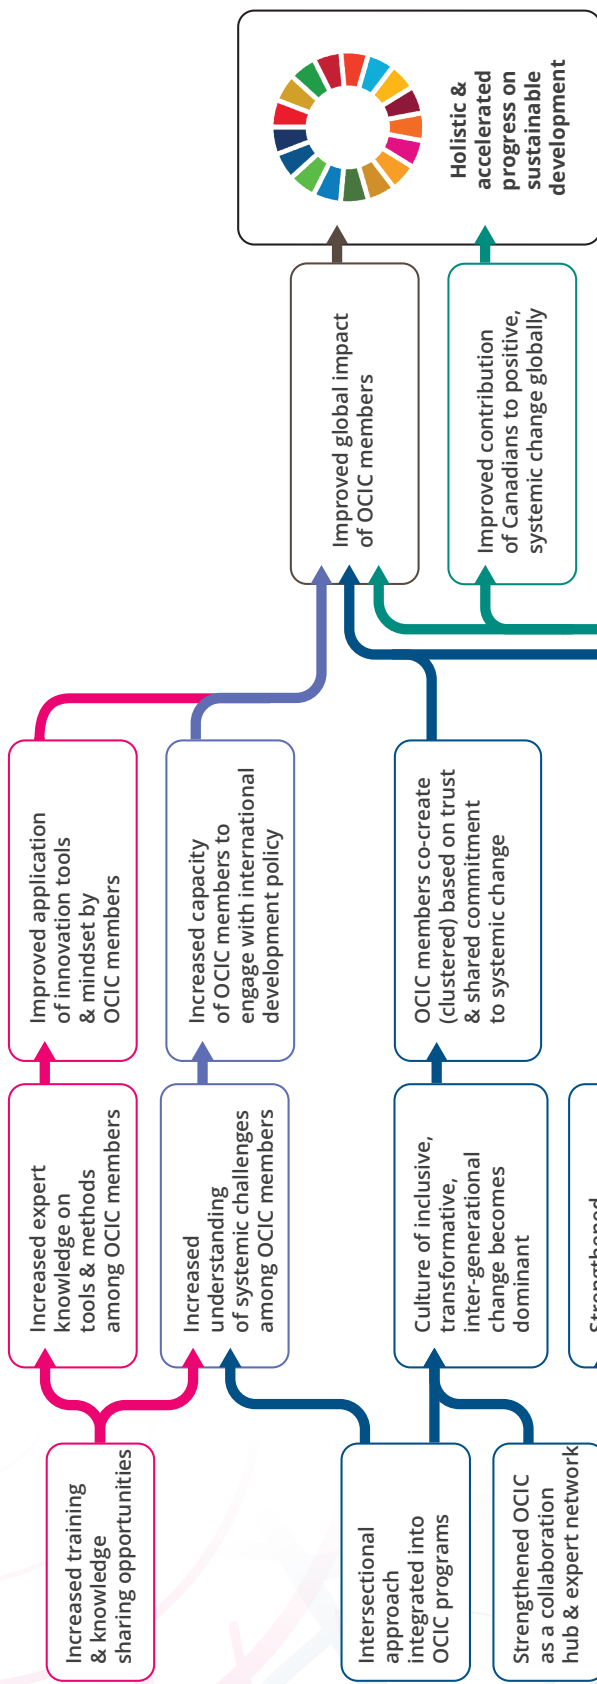 Increased training
& knowledge
sharing opportunities
Intersectional
approach
integrated into
OCIC programs
Strengthened OCIC
as a collaboration
hub & expert network
Increased expert
knowledge on
tools & methods
among OCIC members
Increased
understanding
of systemic challenges
among OCIC members
Culture of inclusive,
transformative,
inter-generational
change becomes
dominant
Strengthened
Improved application
of innovation tools
& mindset by
OCIC members
Increased capacity
of OCIC members to
engage with international
development policy
OCIC members co-create
(clustered) based on trust
& shared commitment
to systemic change
Improved global impact
of OCIC members
Improved contribution
of Canadians to positive,
systemic change globally
Holistic &
accelerated
progress on
sustainable
development